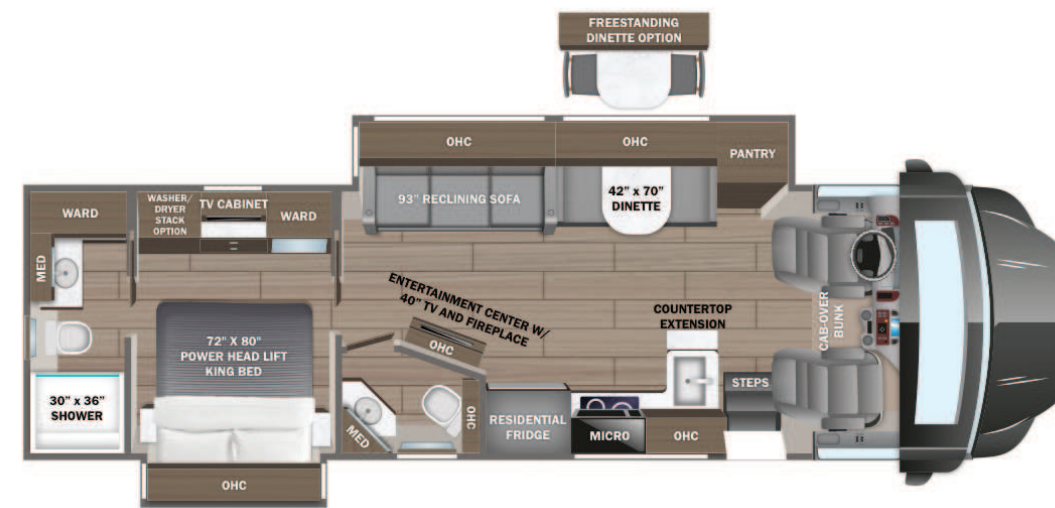 FREESTANDING
DINETTE OPTION
OHC
OHC
PANTRY
93" RECLINING SOFA
42" x 70"
DINETTE
WARD
WASHER/
DRYER
STACK
OPTION
TV CABINET
WARD
MED
ENTERTAINMENT CENTER W/
40" TV AND FIREPLACE
OHC
COUNTERTOP
EXTENSION
CAB-OVER
BUNK
72" X 80"
POWER HEAD LIFT
KING BED
30" x 36"
SHOWER
MED
OHC
RESIDENTIAL
FRIDGE
MICRO
OHC
STEPS
OHC